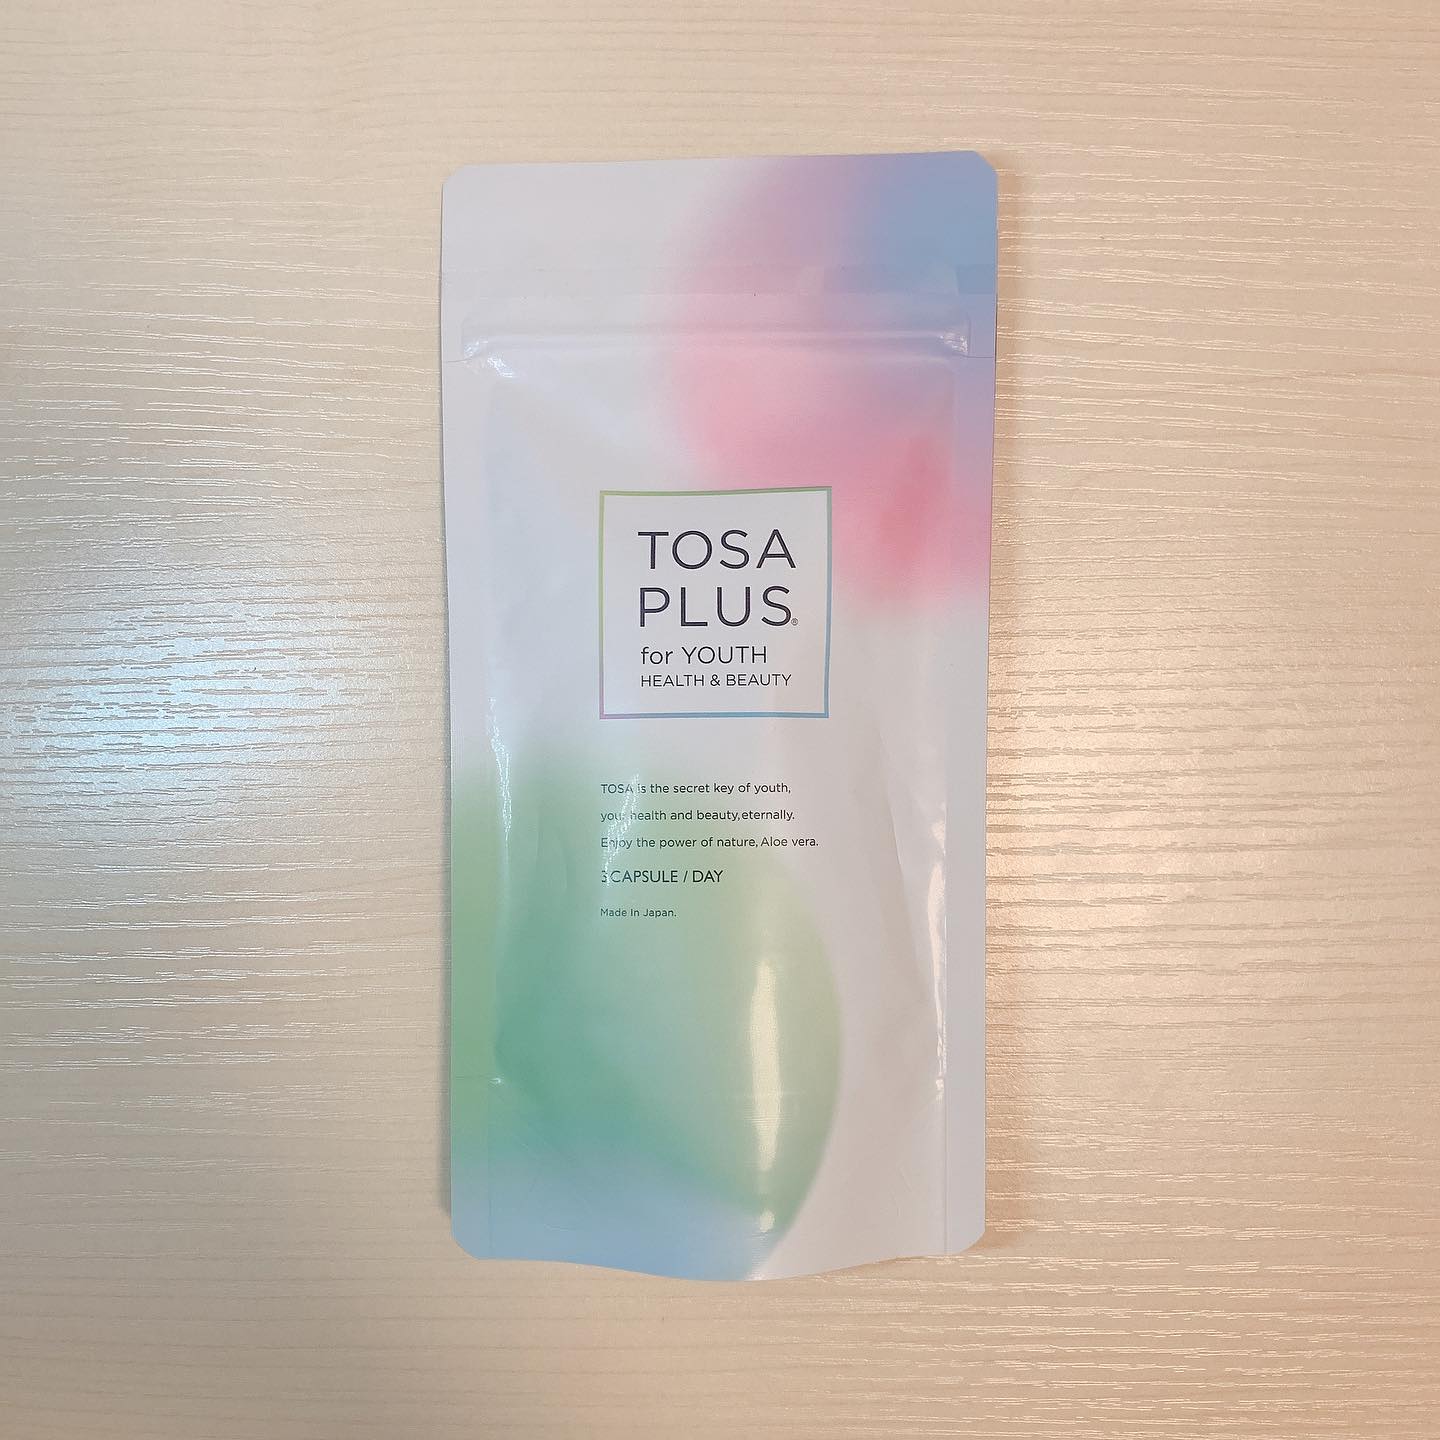 TOSA
PLUS®
for YOUTH
HEALTH & BEAUTY
TOSA is the secret key of youth,
your health and beauty, eternally.
Enjoy the power of nature, Aloe vera.
3CAPSULE / DAY
Made In Japan.